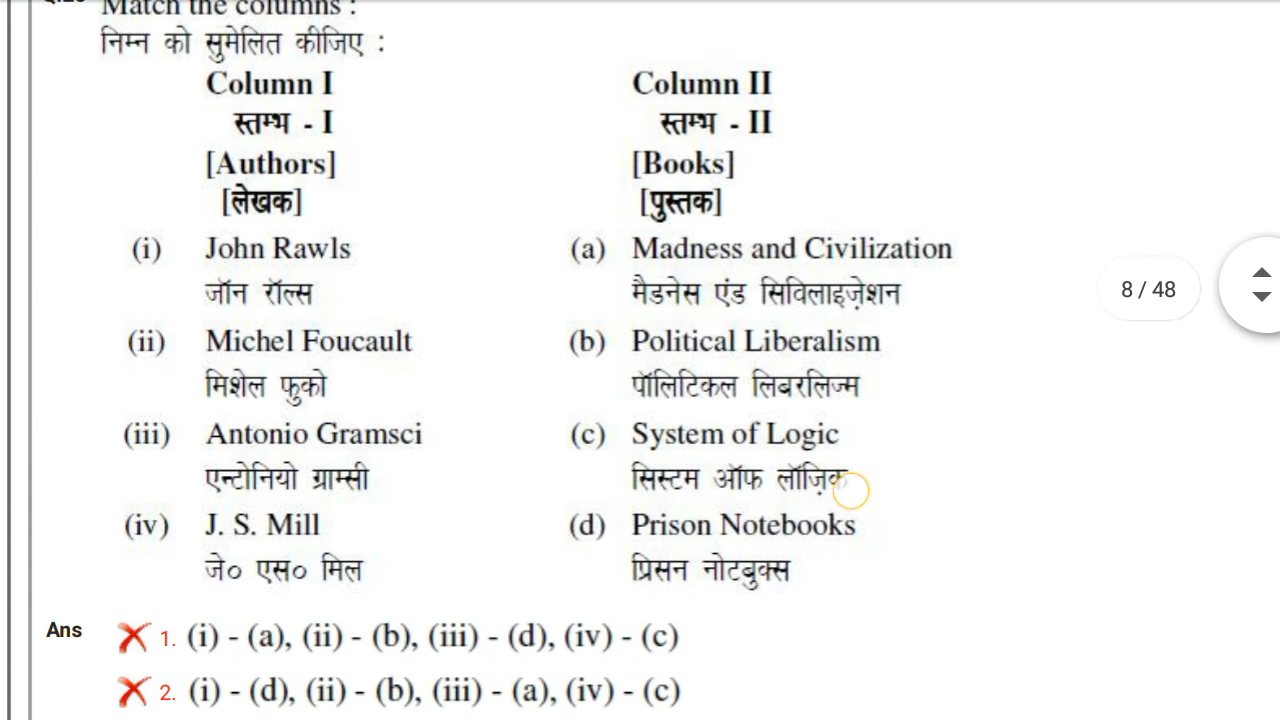 Match the columns :
निम्न को सुमेलित कीजिए :
Column I Column II
स्तम्भ - I स्तम्भ - II
[Authors] [Books]
[लेखक] [पुस्तक]
(i) John Rawls (a) Madness and Civilization
जॉन रॉल्स मैडनेस एंड सिविलाइज़ेशन
8 / 48
(ii) Michel Foucault (b) Political Liberalism
मिशेल फुको पॉलिटिकल लिबरलिज्म
(iii) Antonio Gramsci (c) System of Logic
एन्टोनियो ग्राम्सी सिस्टम ऑफ लॉज़िक
(iv) J. S. Mill (d) Prison Notebooks
जे० एस० मिल प्रिसन नोटबुक्स
Ans 1. (i) - (a), (ii) - (b), (iii) - (d), (iv) - (c)
2. (i) - (d), (ii) - (b), (iii) - (a), (iv) - (c)